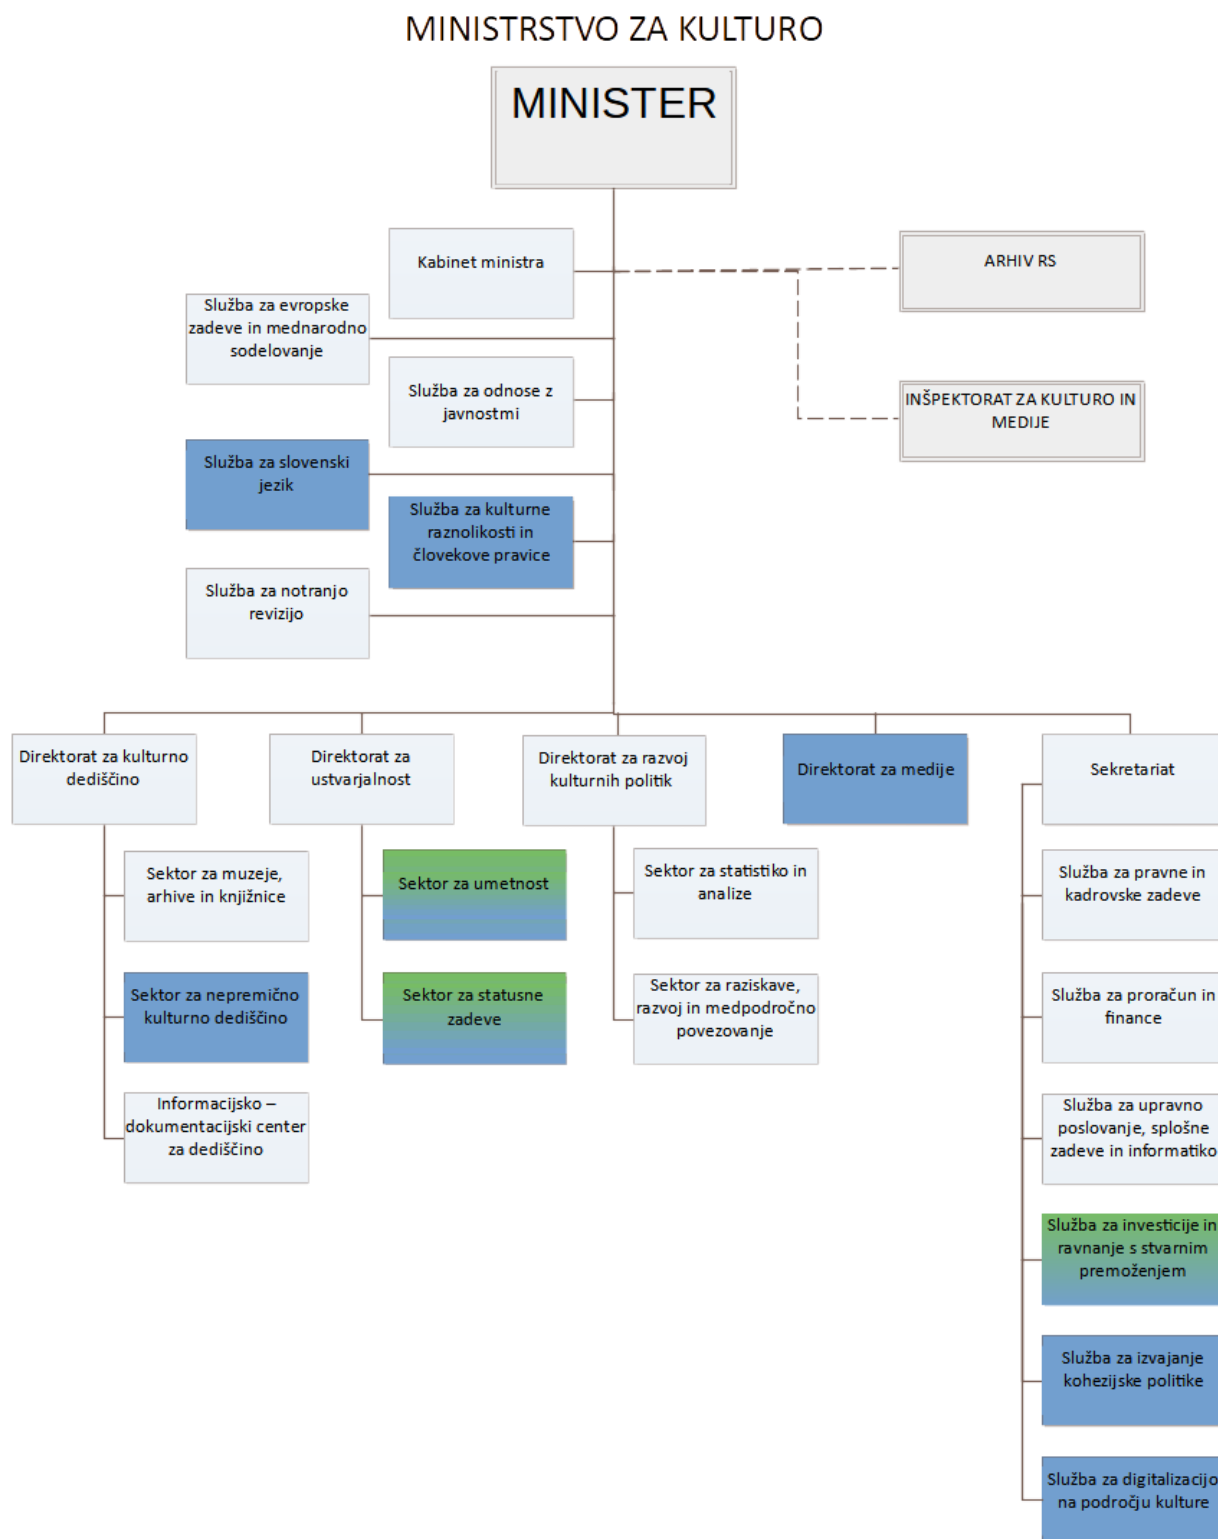 MINISTRSTVO ZA KULTURO
MINISTER
Kabinet ministra
ARHIV RS
Služba za evropske
zadeve in mednarodno
sodelovanje
Služba za odnose z
javnostmi
INŠPEKTORAT ZA KULTURO IN
MEDIJE
Služba za slovenski
jezik
Služba za kulturne
raznolikosti in
človekove pravice
Služba za notranjo
revizijo
Direktorat za kulturno
dediščino
Direktorat za
ustvarjalnost
Direktorat za razvoj
kulturnih politik
Direktorat za medije
Sekretariat
Sektor za muzeje,
arhive in knjižnice
Sektor za nepremično
kulturno dediščino
Informacijsko –
dokumentacijski center
za dediščino
Sektor za umetnost
Sektor za statusne
zadeve
Sektor za statistiko in
analize
Sektor za raziskave,
razvoj in medpodročno
povezovanje
Služba za pravne in
kadrovske zadeve
Služba za proračun in
finance
Služba za upravno
poslovanje, splošne
zadeve in informatiko
Služba za investicije in
ravnanje s stvarnim
premoženjem
Služba za izvajanje
kohezijske politike
Služba za digitalizacijo
na področju kulture